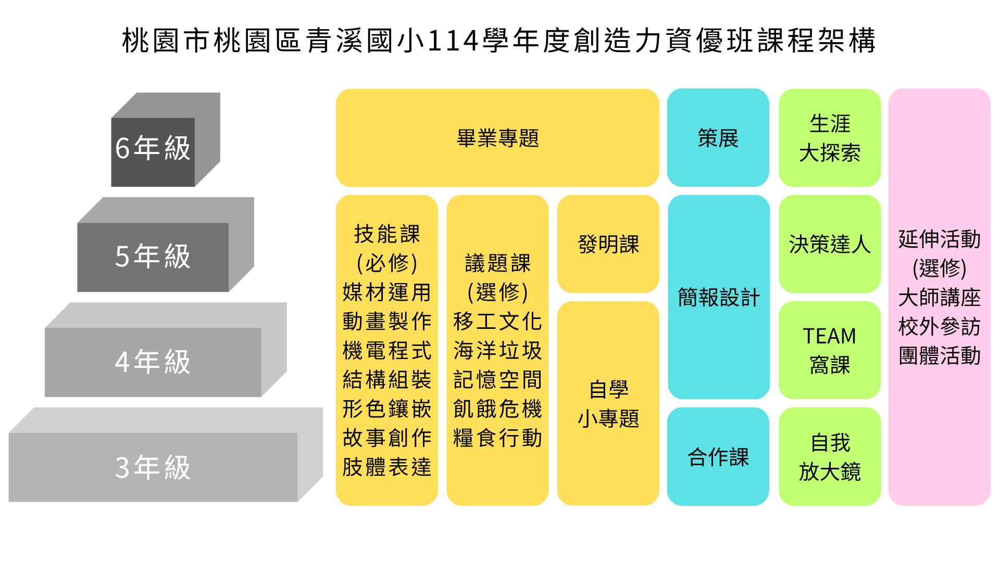 桃園市桃園區青溪國小114學年度創造力資優班課程架構
6年級
5年級
4年級
3年級
畢業專題
策展
生涯
大探索
技能課
(必修)
媒材運用
動畫製作
機電程式
結構組裝
形色鑲嵌
故事創作
肢體表達
議題課
(選修)
移工文化
海洋垃圾
記憶空間
飢餓危機
糧食行動
發明課
自學
小專題
簡報設計
合作課
決策達人
TEAM
窩課
自我
放大鏡
延伸活動
(選修)
大師講座
校外參訪
團體活動